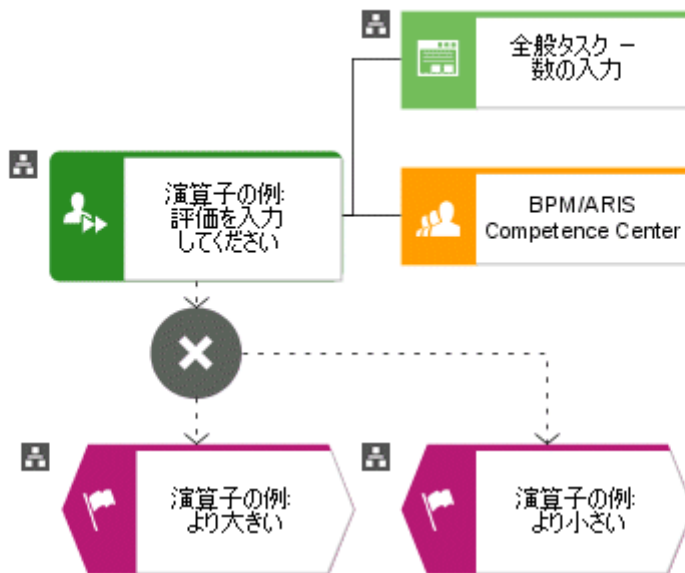 全般タスク －
数の入力
演算子の例:
評価を入力
してください
BPM/ARIS
Competence Center
演算子の例:
より大きい
演算子の例:
より小さい